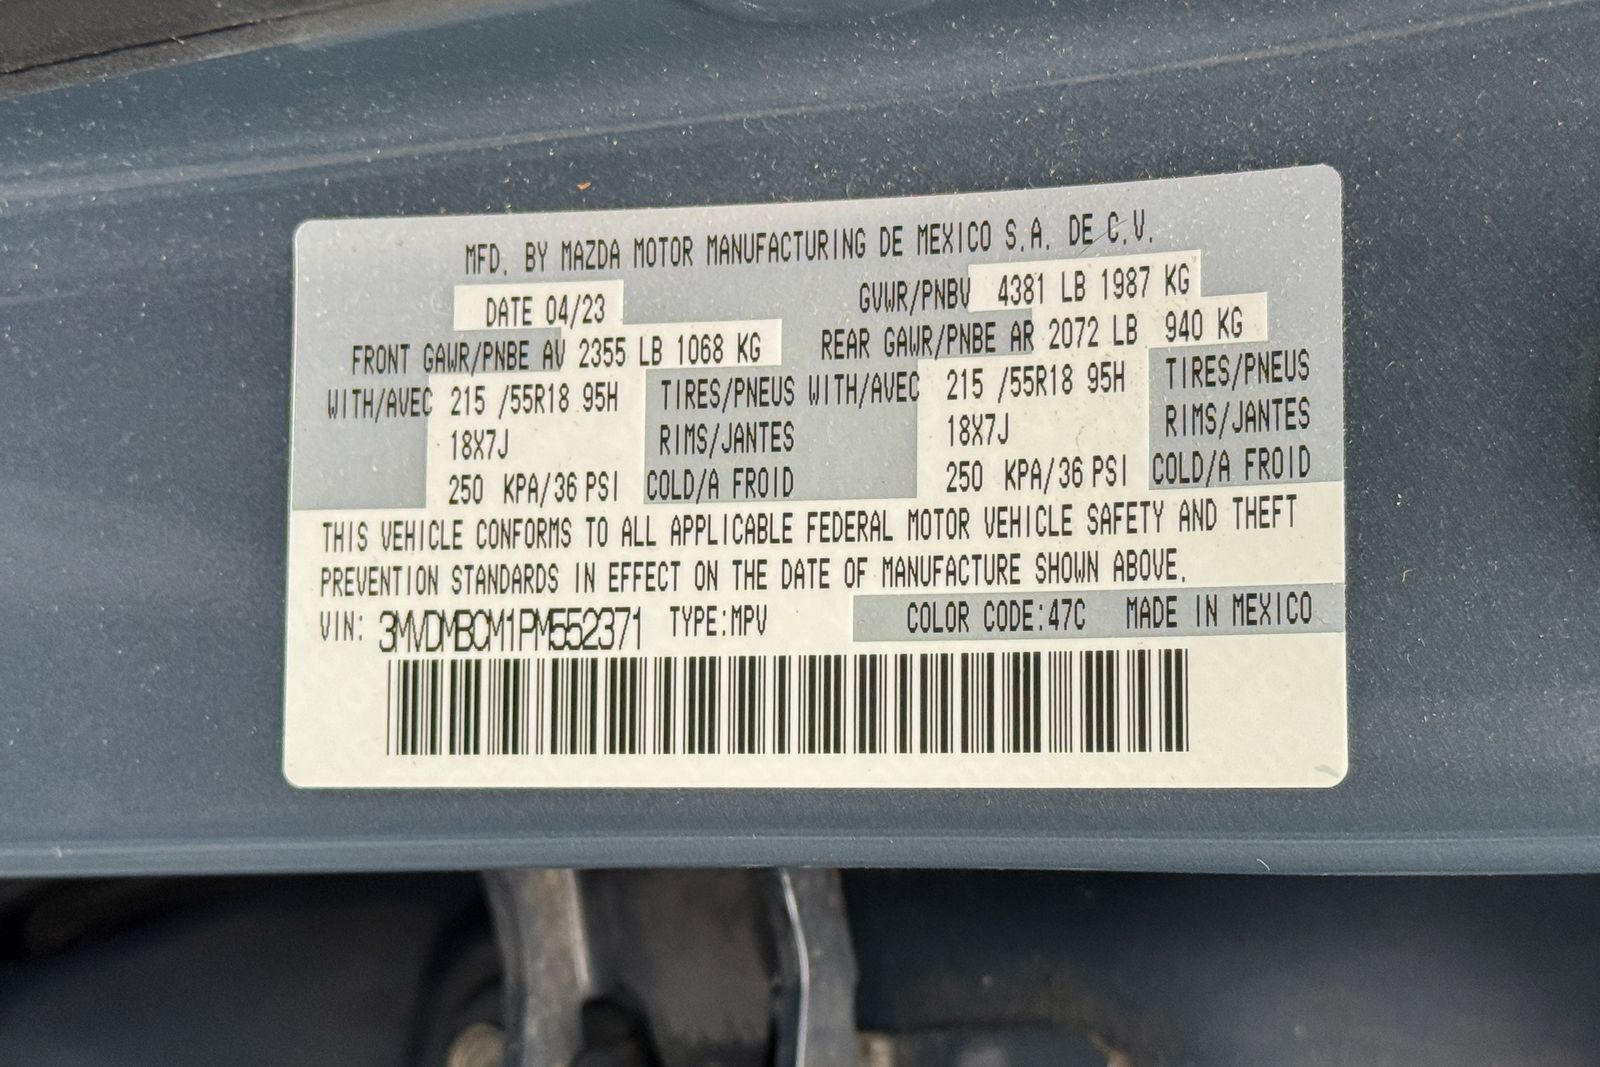 MFD. BY MAZDA MOTOR MANUFACTURING DE MEXICO S.A. DE C.V.
DATE 04/23 GVWR/PNBV 4381 LB 1987 KG
FRONT GAWR/PNBE AV 2355 LB 1068 KG REAR GAWR/PNBE AR 2072 LB 940 KG
WITH/AVEC 215 /55R18 95H TIRES/PNEUS WITH/AVEC 215 /55R18 95H TIRES/PNEUS
18X7J RIMS/JANTES 18X7J RIMS/JANTES
250 KPA/36 PSI COLD/A FROID 250 KPA/36 PSI COLD/A FROID
THIS VEHICLE CONFORMS TO ALL APPLICABLE FEDERAL MOTOR VEHICLE SAFETY AND THEFT
PREVENTION STANDARDS IN EFFECT ON THE DATE OF MANUFACTURE SHOWN ABOVE.
VIN: 3MVDMBCM1PM552371 TYPE:MPV COLOR CODE:47C MADE IN MEXICO